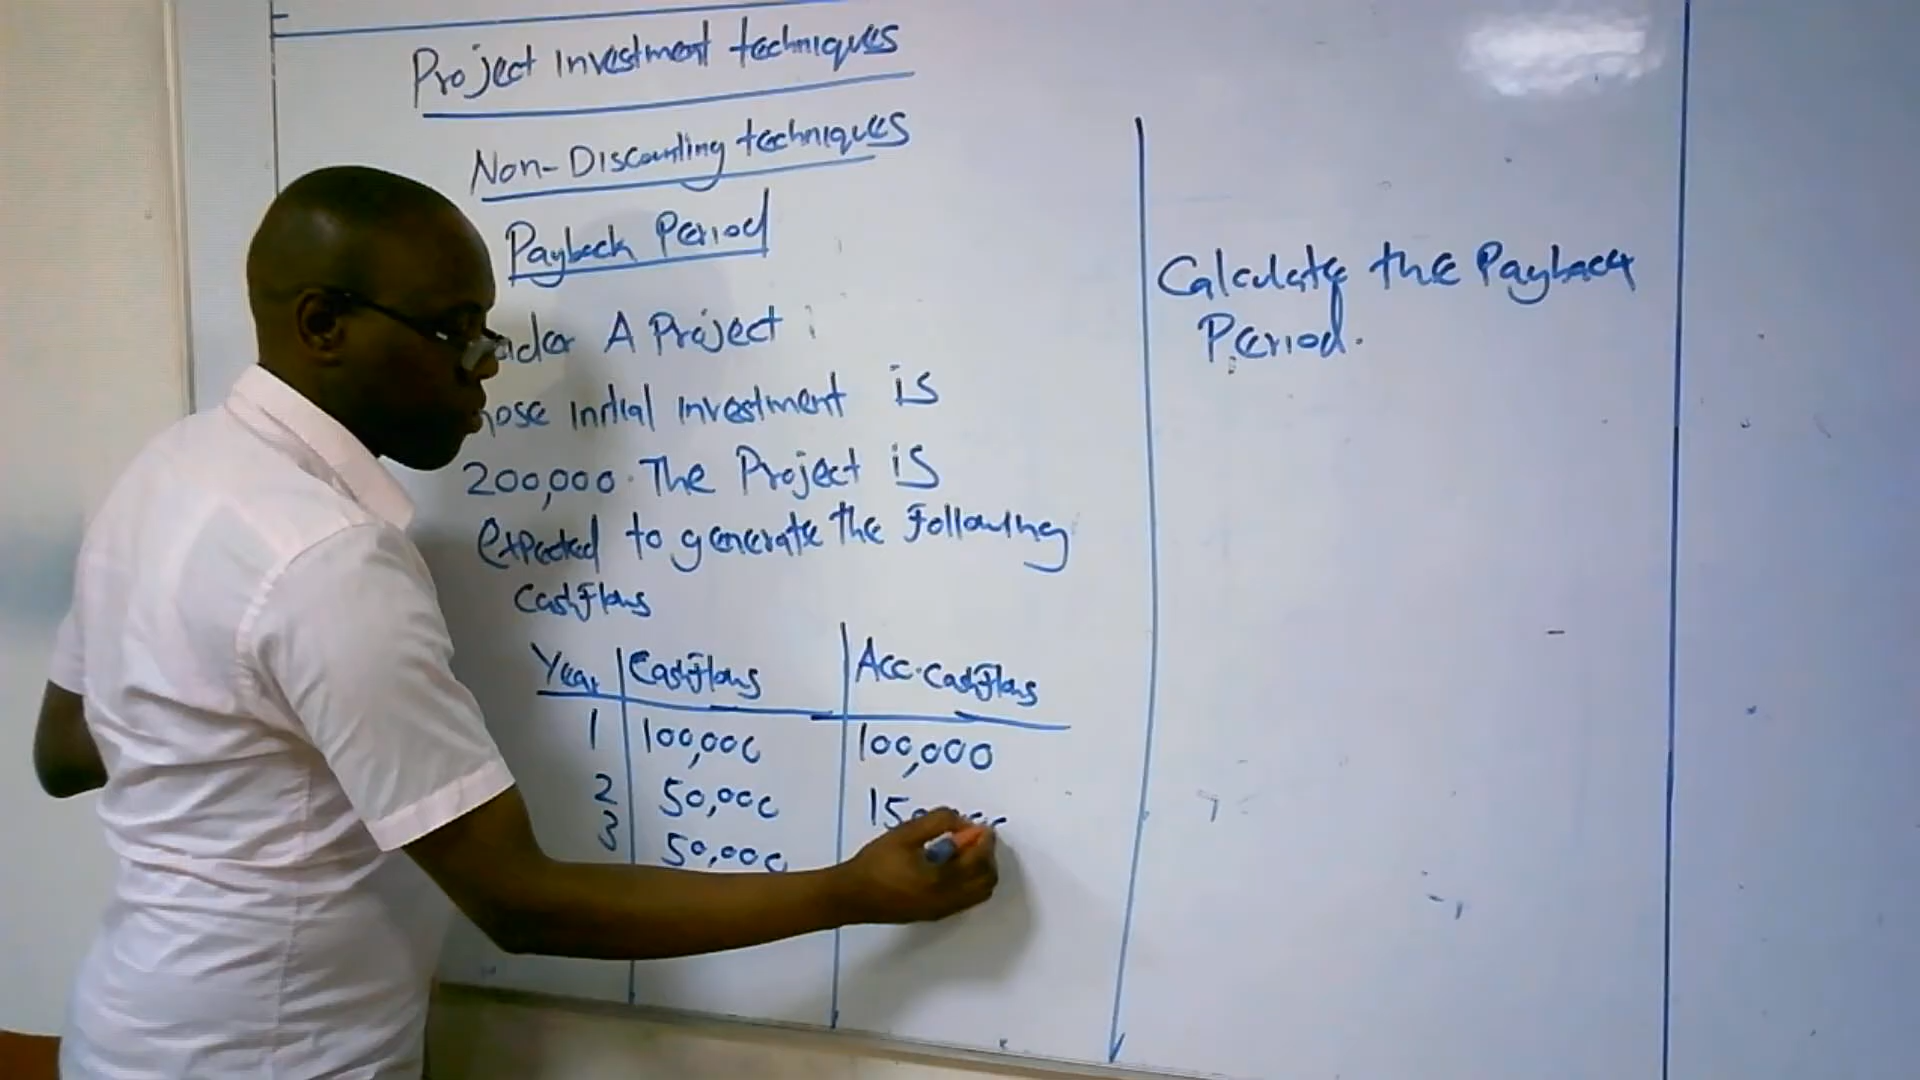 Project Investment techniques
Non-Discounting techniques
Payback Period
A Project
Initial Investment is
200,000. The Project is
expected to generate the Following
Cashflows
Year Cashflows Acc. Cashflows
1 100,000 100,000
2 50,000
3 50,000
Calculate the Payback
Period.